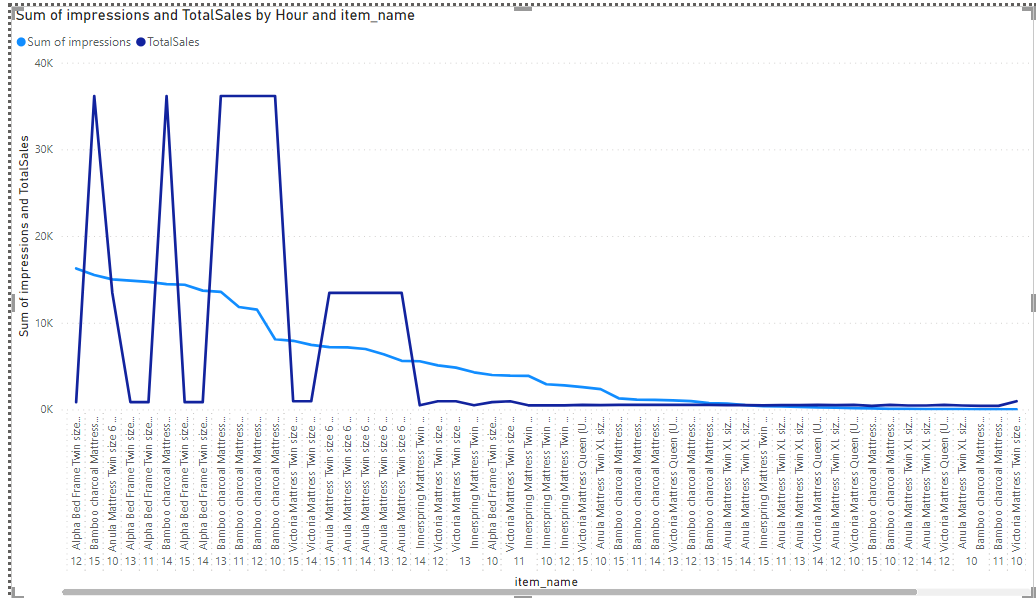 Sum of impressions and TotalSales by Hour and item_name
Sum of impressions TotalSales
Sum of impressions and TotalSales
40K
30K
20K
10K
0K
Alpha Bed Frame Twin size...
Bamboo charcoal Mattress...
Anula Mattress Twin size 6 ...
Alpha Bed Frame Twin size...
Alpha Bed Frame Twin size...
Bamboo charcoal Mattress...
Alpha Bed Frame Twin size...
Alpha Bed Frame Twin size...
Bamboo charcoal Mattress...
Bamboo charcoal Mattress...
Bamboo charcoal Mattress...
Bamboo charcoal Mattress...
Victoria Mattress Twin size...
Victoria Mattress Twin size...
Anula Mattress Twin size 6 ...
Anula Mattress Twin size 6 ...
Anula Mattress Twin size 6 ...
Anula Mattress Twin size 6 ...
Anula Mattress Twin size 6 ...
Innerspring Mattress Twin ...
Victoria Mattress Twin size...
Victoria Mattress Twin size...
Innerspring Mattress Twin ...
Alpha Bed Frame Twin size...
Victoria Mattress Twin size...
Innerspring Mattress Twin ...
Innerspring Mattress Twin ...
Innerspring Mattress Twin ...
Victoria Mattress Queen (U...
Anula Mattress Twin XL siz...
Bamboo charcoal Mattress...
Bamboo charcoal Mattress...
Bamboo charcoal Mattress...
Victoria Mattress Queen (U...
Bamboo charcoal Mattress...
Bamboo charcoal Mattress...
Anula Mattress Twin XL siz...
Anula Mattress Twin XL siz...
Innerspring Mattress Twin ...
Anula Mattress Twin XL siz...
Anula Mattress Twin XL siz...
Victoria Mattress Queen (U...
Anula Mattress Twin XL siz...
Victoria Mattress Queen (U...
Bamboo charcoal Mattress...
Bamboo charcoal Mattress...
Anula Mattress Twin XL siz...
Anula Mattress Twin XL siz...
Victoria Mattress Queen (U...
Anula Mattress Twin XL siz...
Bamboo charcoal Mattress...
Bamboo charcoal Mattress...
Victoria Mattress Twin size...
12 15 10 13 11 14 15 14 13 11 12 10 15 14 15 11 14 13 12 14 12 13 10 11 10 12 15 10 15 11 14 13 12 13 15 14 15 11 13 14 12 10 15 10 12 14 12 10 11 10
item_name